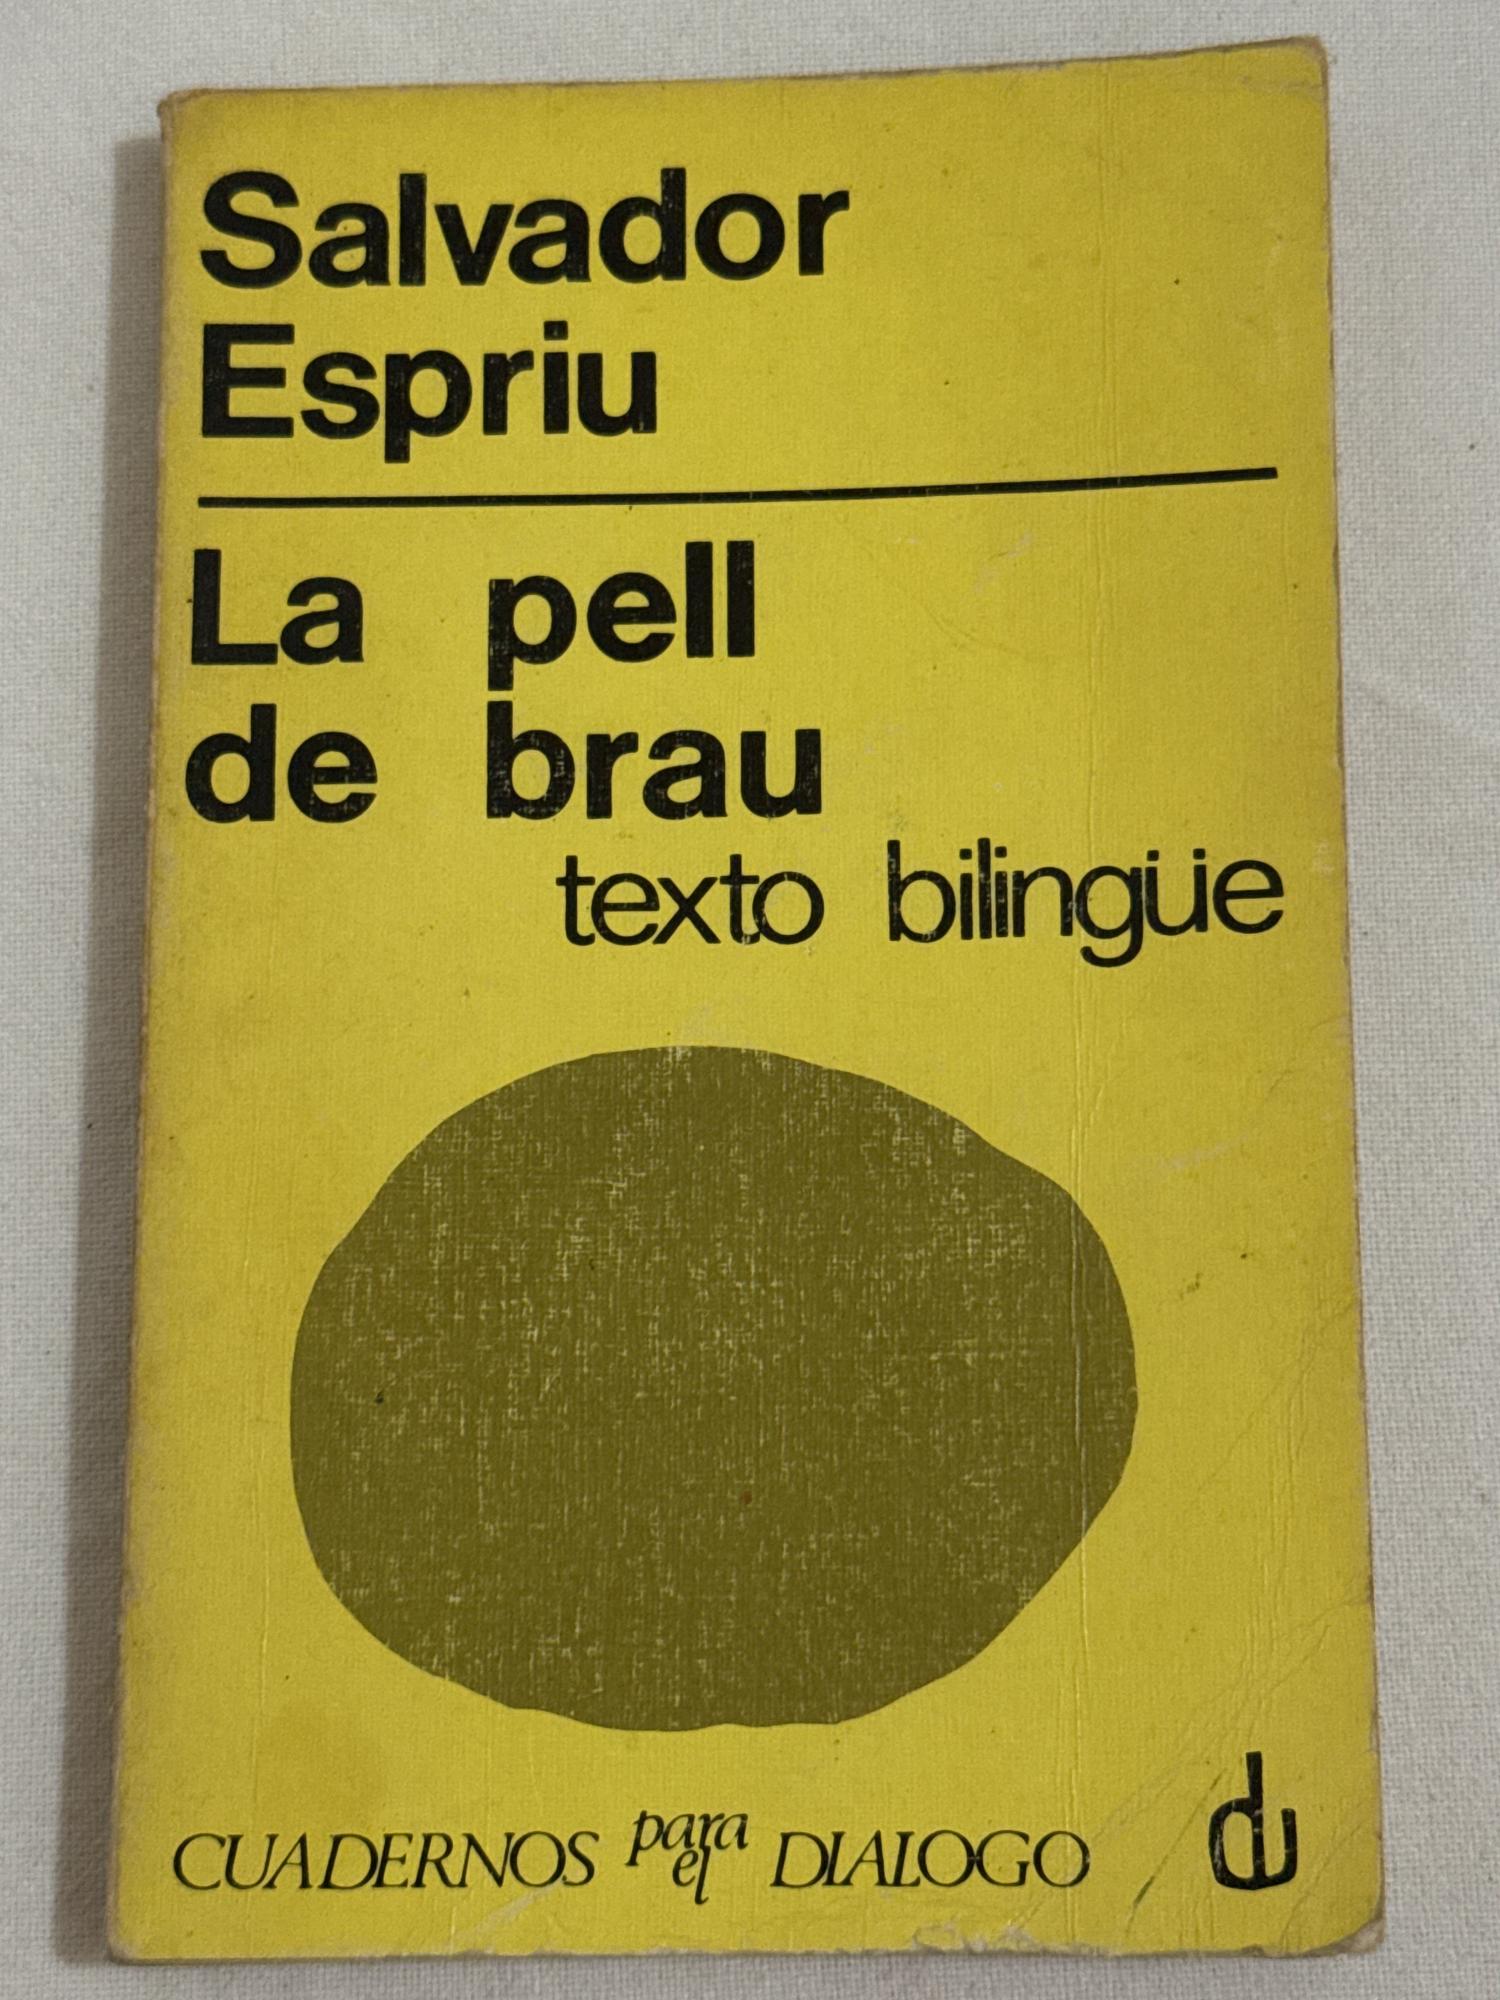 Salvador
Espriu
La pell
de brau
texto bilingüe
CUADERNOS para el DIALOGO